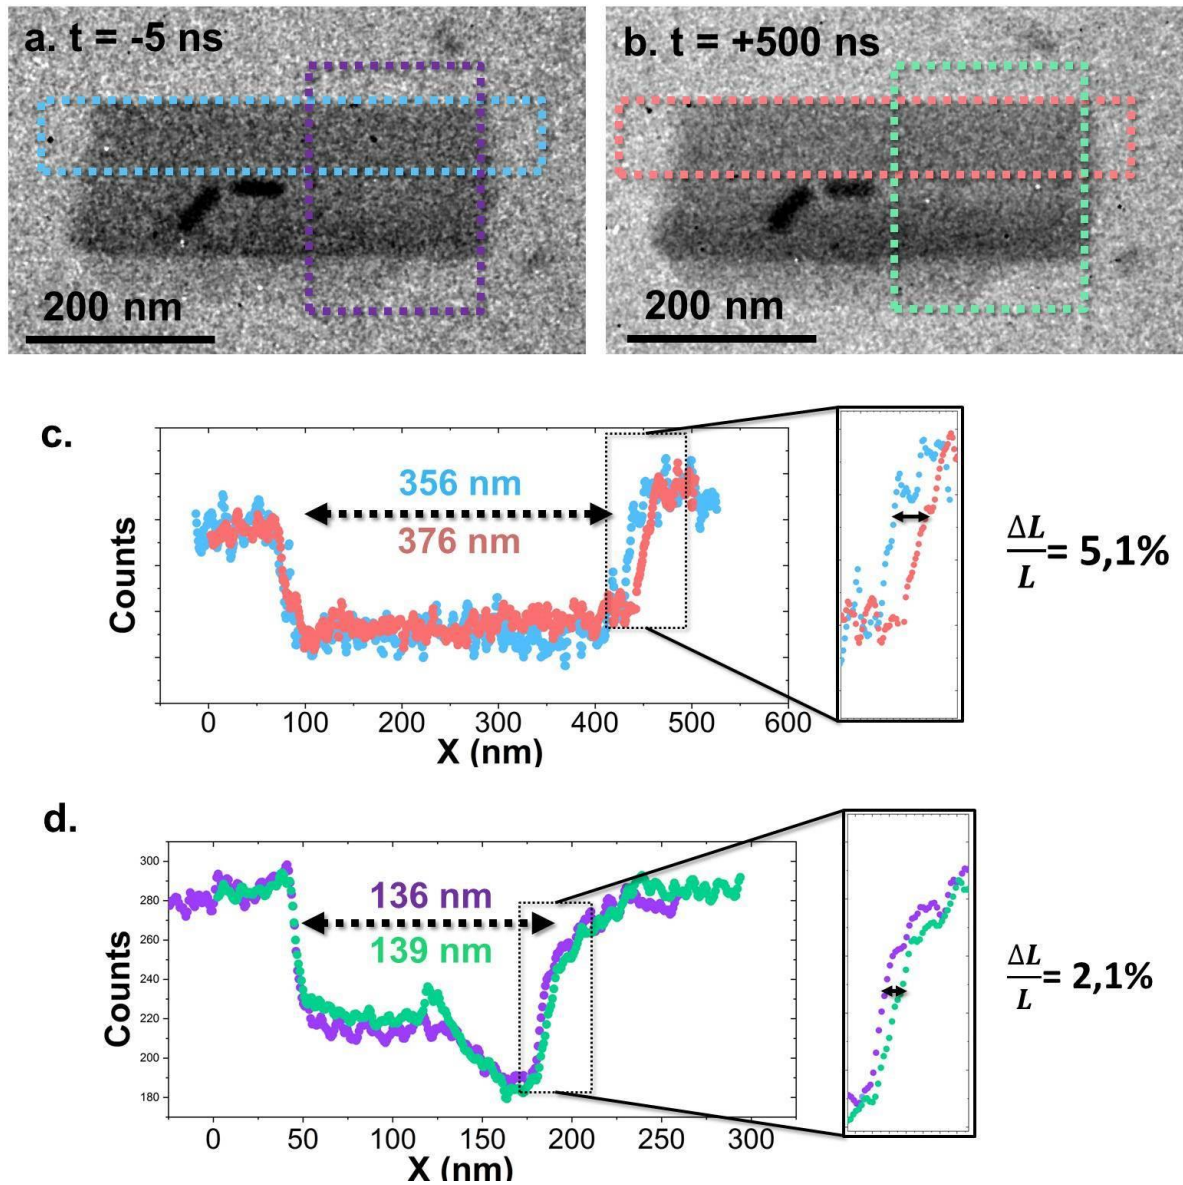 a. t = -5 ns
b. t = +500 ns
200 nm
200 nm
c.
356 nm
376 nm
Counts
0 100 200 300 400 500 600
X (nm)
ΔL/L = 5,1%
d.
300
280
260
240
220
200
180
136 nm
139 nm
Counts
0 50 100 150 200 250 300
X (nm)
ΔL/L = 2,1%